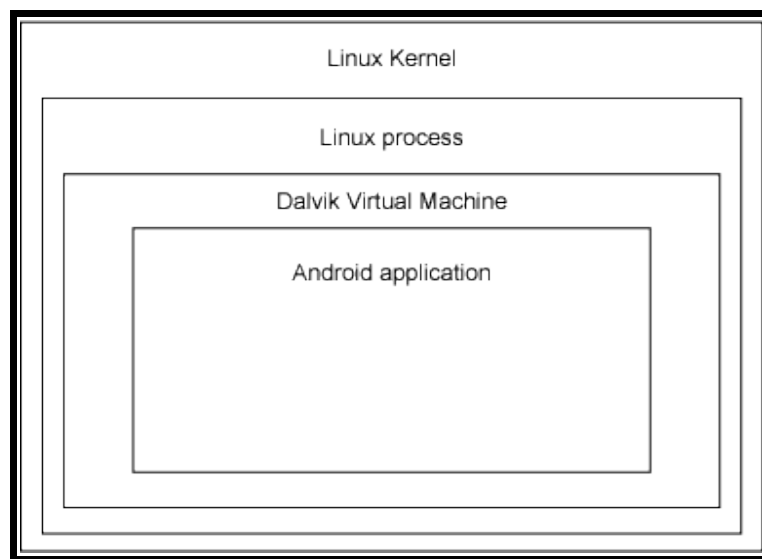 Linux Kernel
Linux process
Dalvik Virtual Machine
Android application